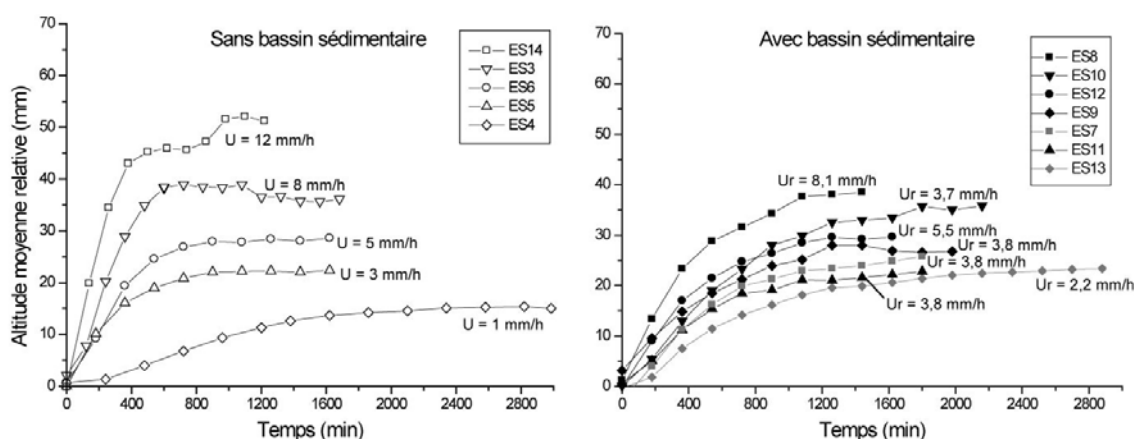 Sans bassin sédimentaire
ES14
ES3
ES6
ES5
ES4
U = 12 mm/h
U = 8 mm/h
U = 5 mm/h
U = 3 mm/h
U = 1 mm/h
Altitude moyenne relative (mm)
70
60
50
40
30
20
10
0
0 400 800 1200 1600 2000 2400 2800
Temps (min)
Avec bassin sédimentaire
ES8
ES10
ES12
ES9
ES7
ES11
ES13
Ur = 8,1 mm/h
Ur = 3,7 mm/h
Ur = 5,5 mm/h
Ur = 3,8 mm/h
Ur = 3,8 mm/h
Ur = 2,2 mm/h
Ur = 3,8 mm/h
70
60
50
40
30
20
10
0
0 400 800 1200 1600 2000 2400 2800
Temps (min)